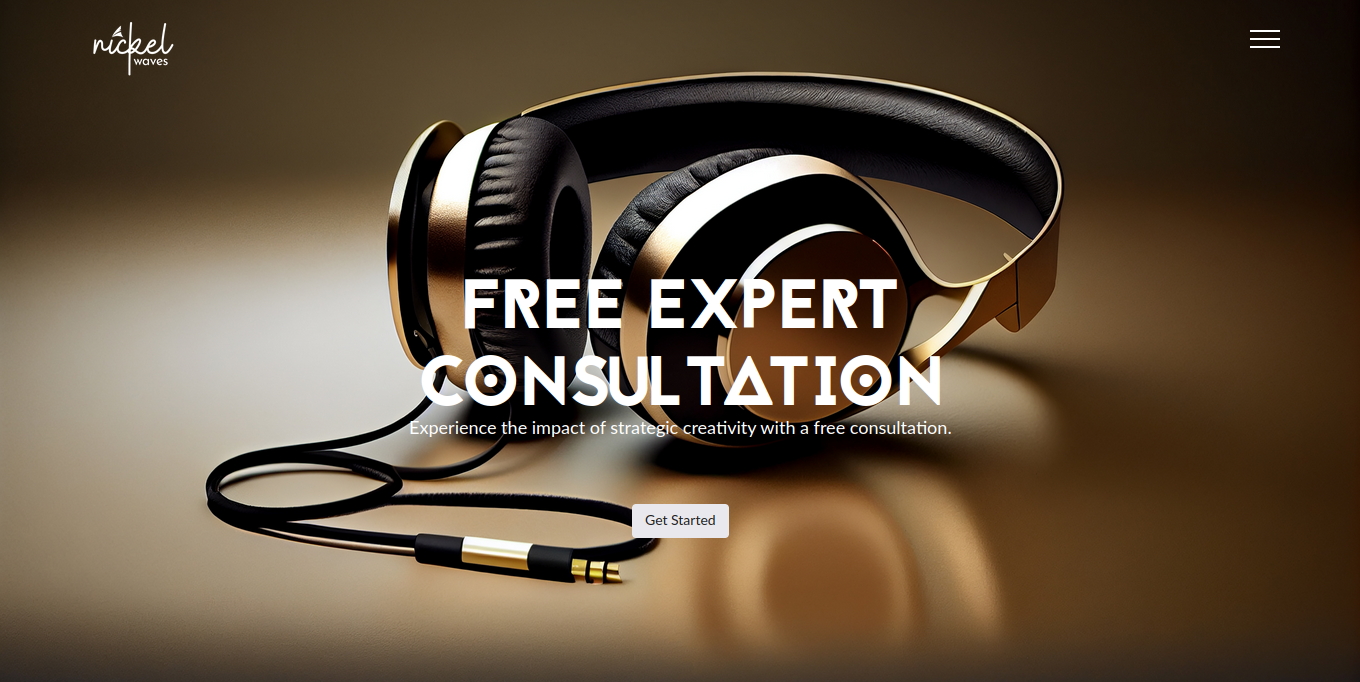 nickel
waves
FREE EXPERT
CONSULTATION
Experience the impact of strategic creativity with a free consultation.
Get Started